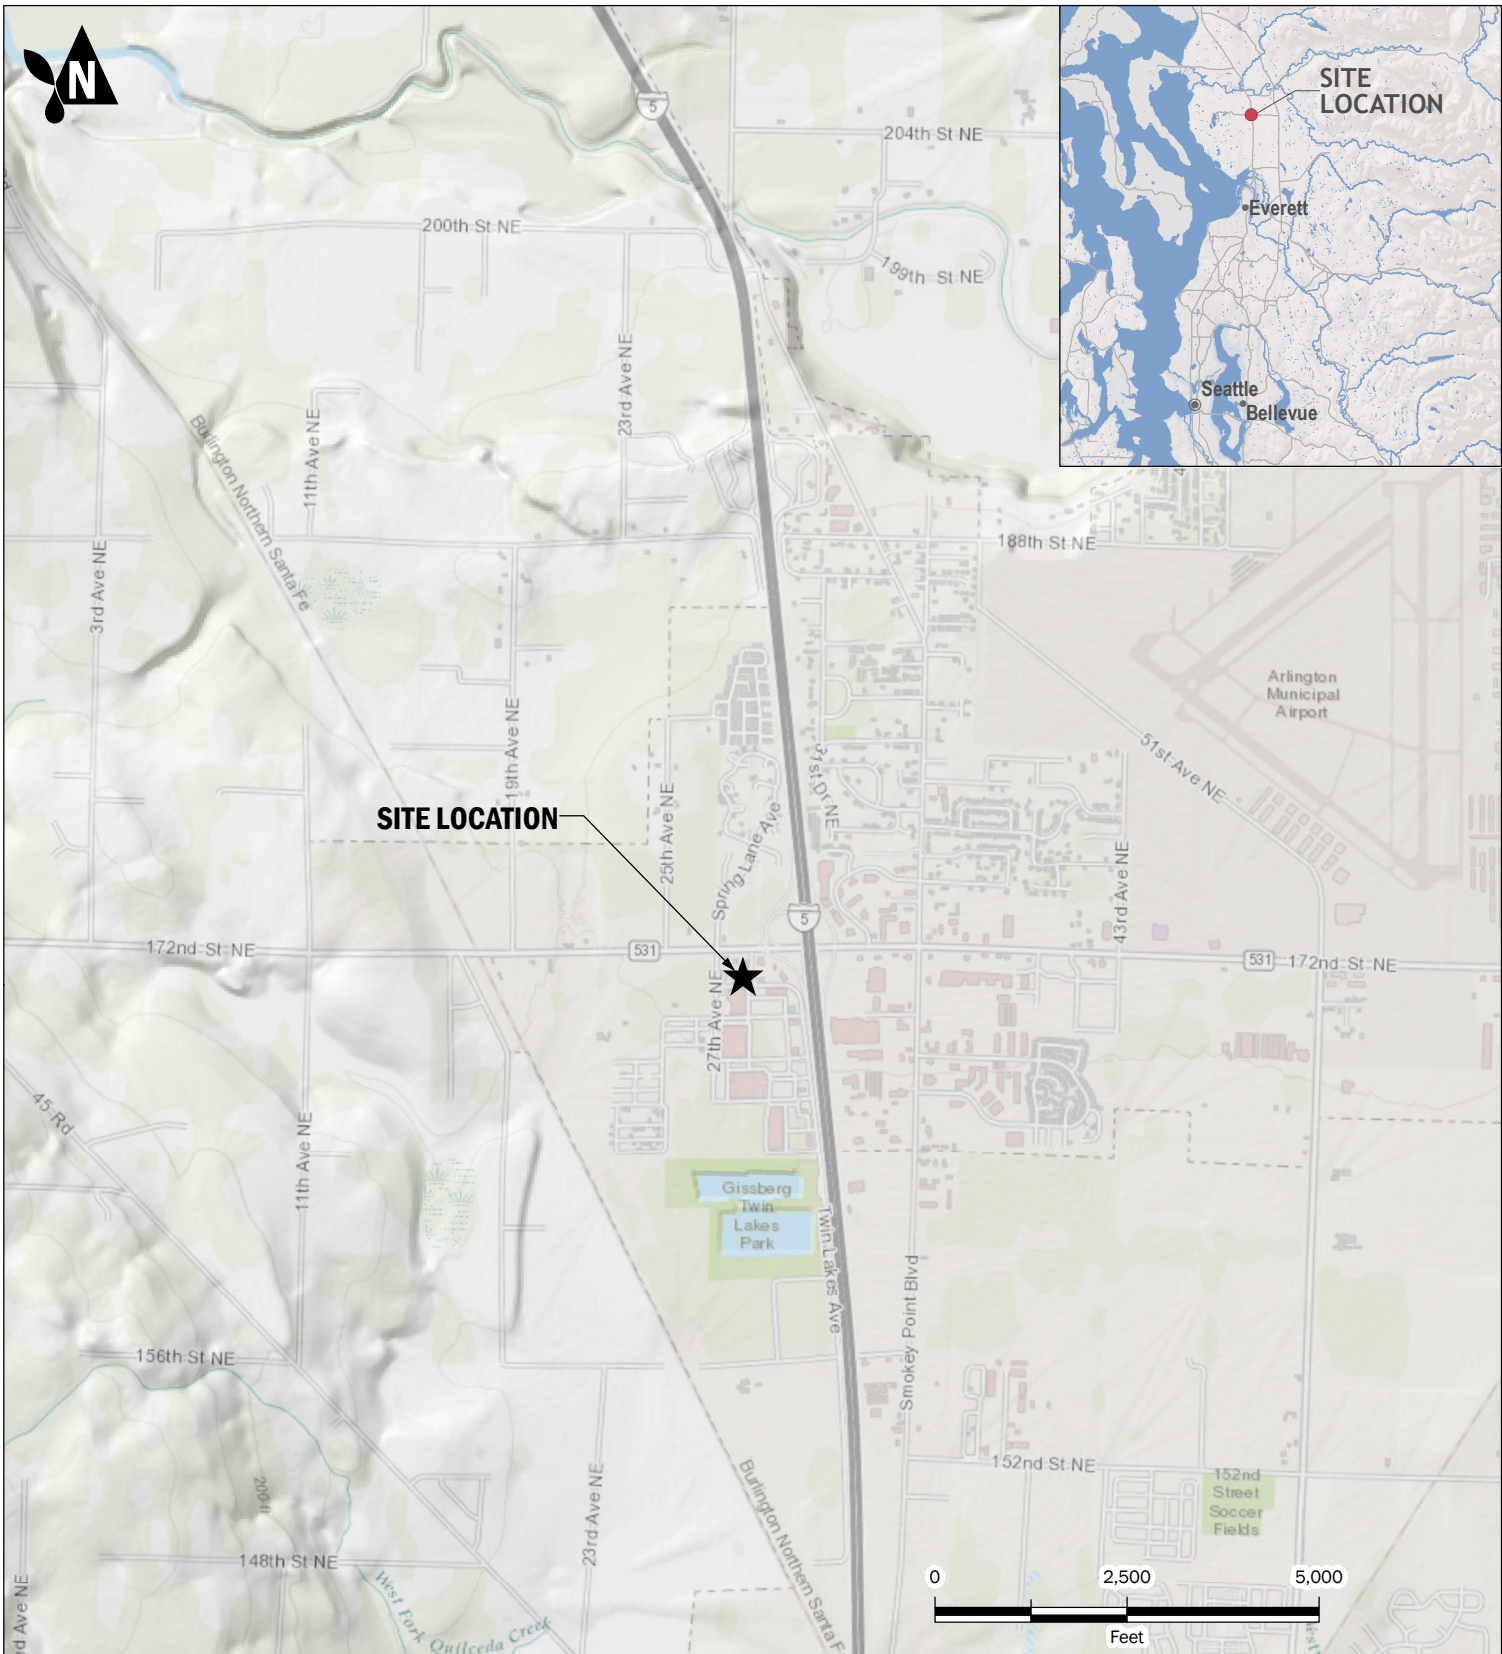 N
5
204th St NE
SITE
LOCATION
Everett
Seattle
Bellevue
200th St NE
199th St NE
23rd Ave NE
11th Ave NE
Burlington Northern Santa Fe
188th St NE
3rd Ave NE
Arlington
Municipal
Airport
19th Ave NE
31st Dr NE
51st Ave NE
SITE LOCATION
25th Ave NE
Spring Lane Ave
43rd Ave NE
5
172nd St NE
531
531
172nd St NE
27th Ave NE
45 Rd
11th Ave NE
Gissberg
Twin
Lakes
Park
Twin Lakes Ave
Smokey Point Blvd
156th St NE
152nd St NE
152nd
Street
Soccer
Fields
200 ft
23rd Ave NE
Burlington Northern Santa F
148th St NE
West Fork Quilceda Creek
d Ave NE
0 2,500 5,000
Feet